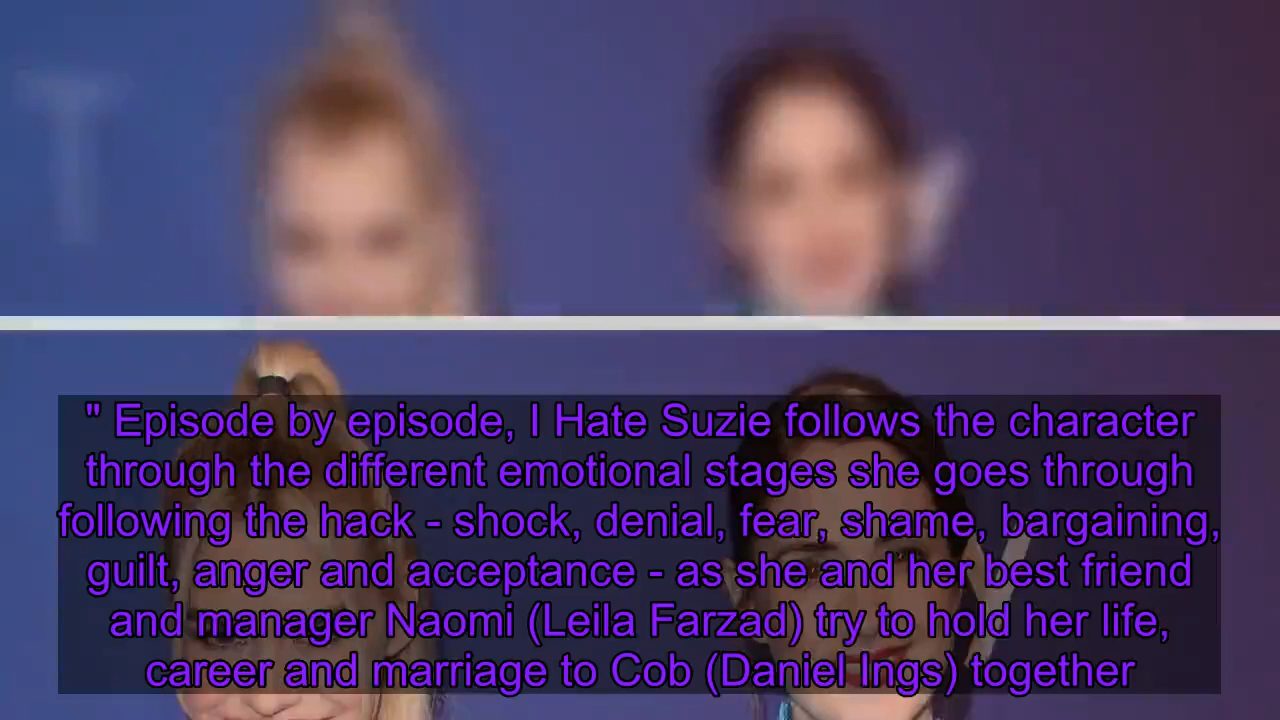 T
" Episode by episode, I Hate Suzie follows the character
through the different emotional stages she goes through
following the hack - shock, denial, fear, shame, bargaining,
guilt, anger and acceptance - as she and her best friend
and manager Naomi (Leila Farzad) try to hold her life,
career and marriage to Cob (Daniel Ings) together